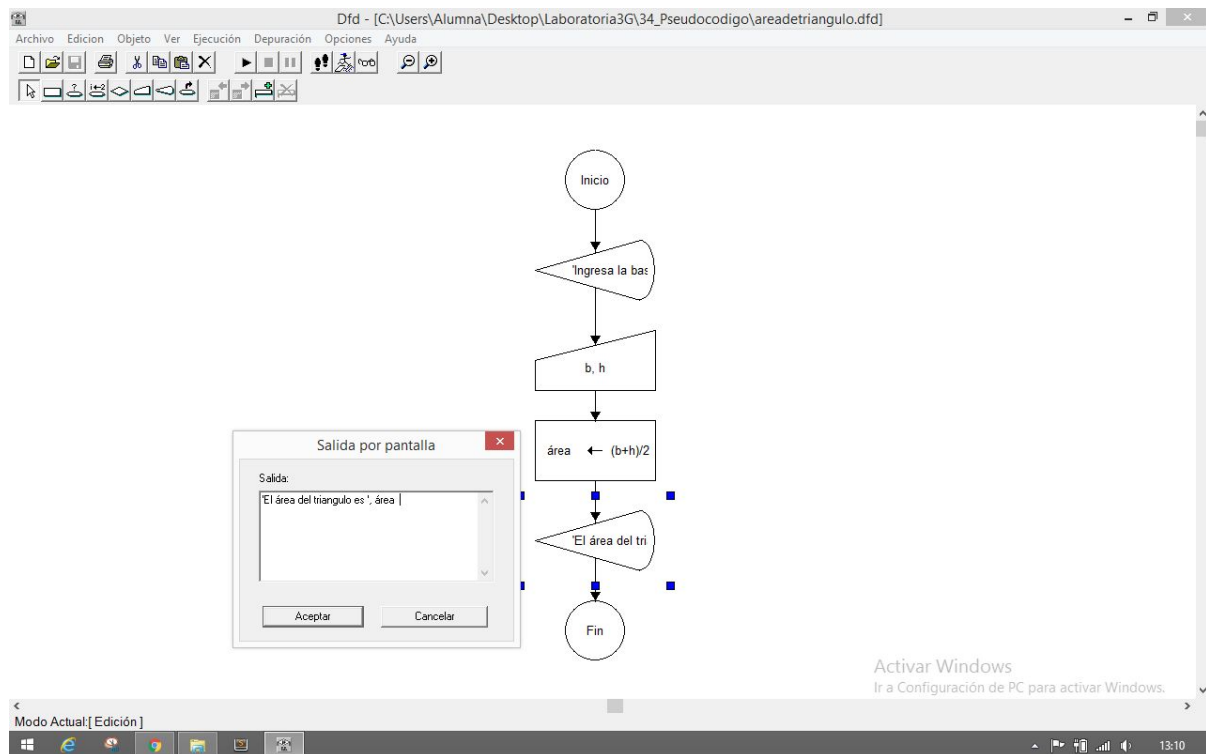 Dfd - [C:\Users\Alumna\Desktop\Laboratoria3G\34_Pseudocodigo\areadetriangulo.dfd]
Archivo Edicion Objeto Ver Ejecución Depuración Opciones Ayuda
Inicio
'Ingresa la bas
b, h
área ← (b+h)/2
'El área del tri
Fin
Salida por pantalla
Salida:
'El área del triangulo es ', área
Aceptar Cancelar
Activar Windows
Ir a Configuración de PC para activar Windows.
Modo Actual:[ Edición ]
13:10